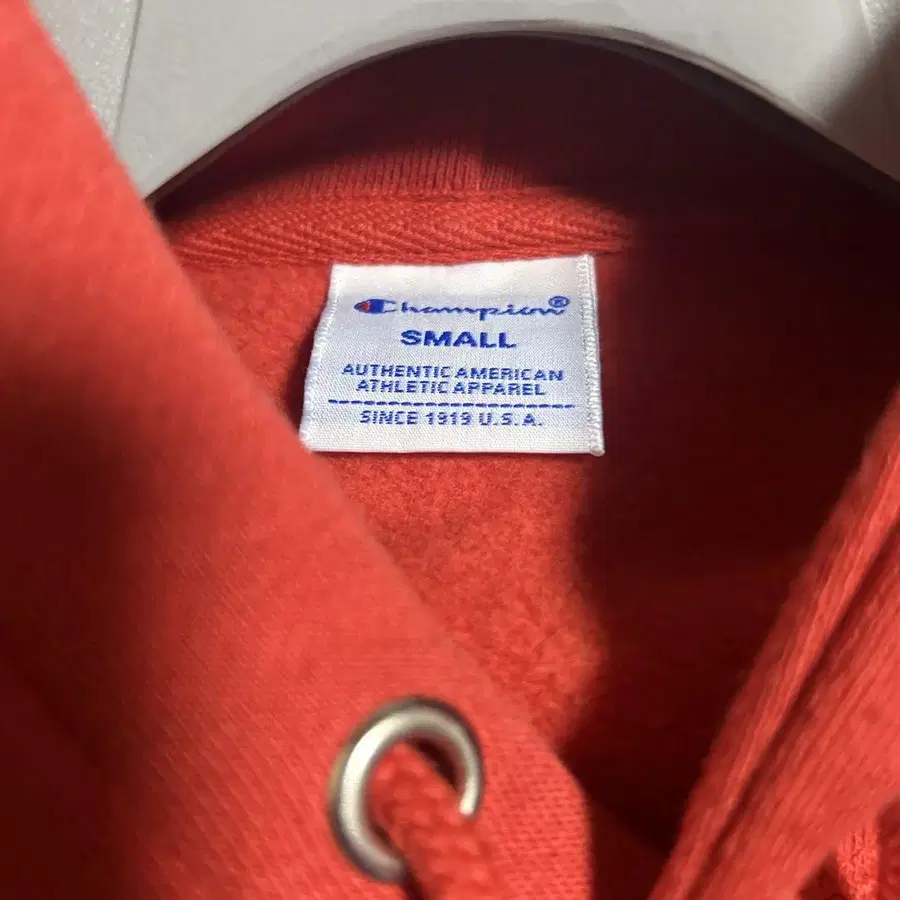 Champion®
SMALL
AUTHENTIC AMERICAN
ATHLETIC APPAREL
SINCE 1919 U.S.A.